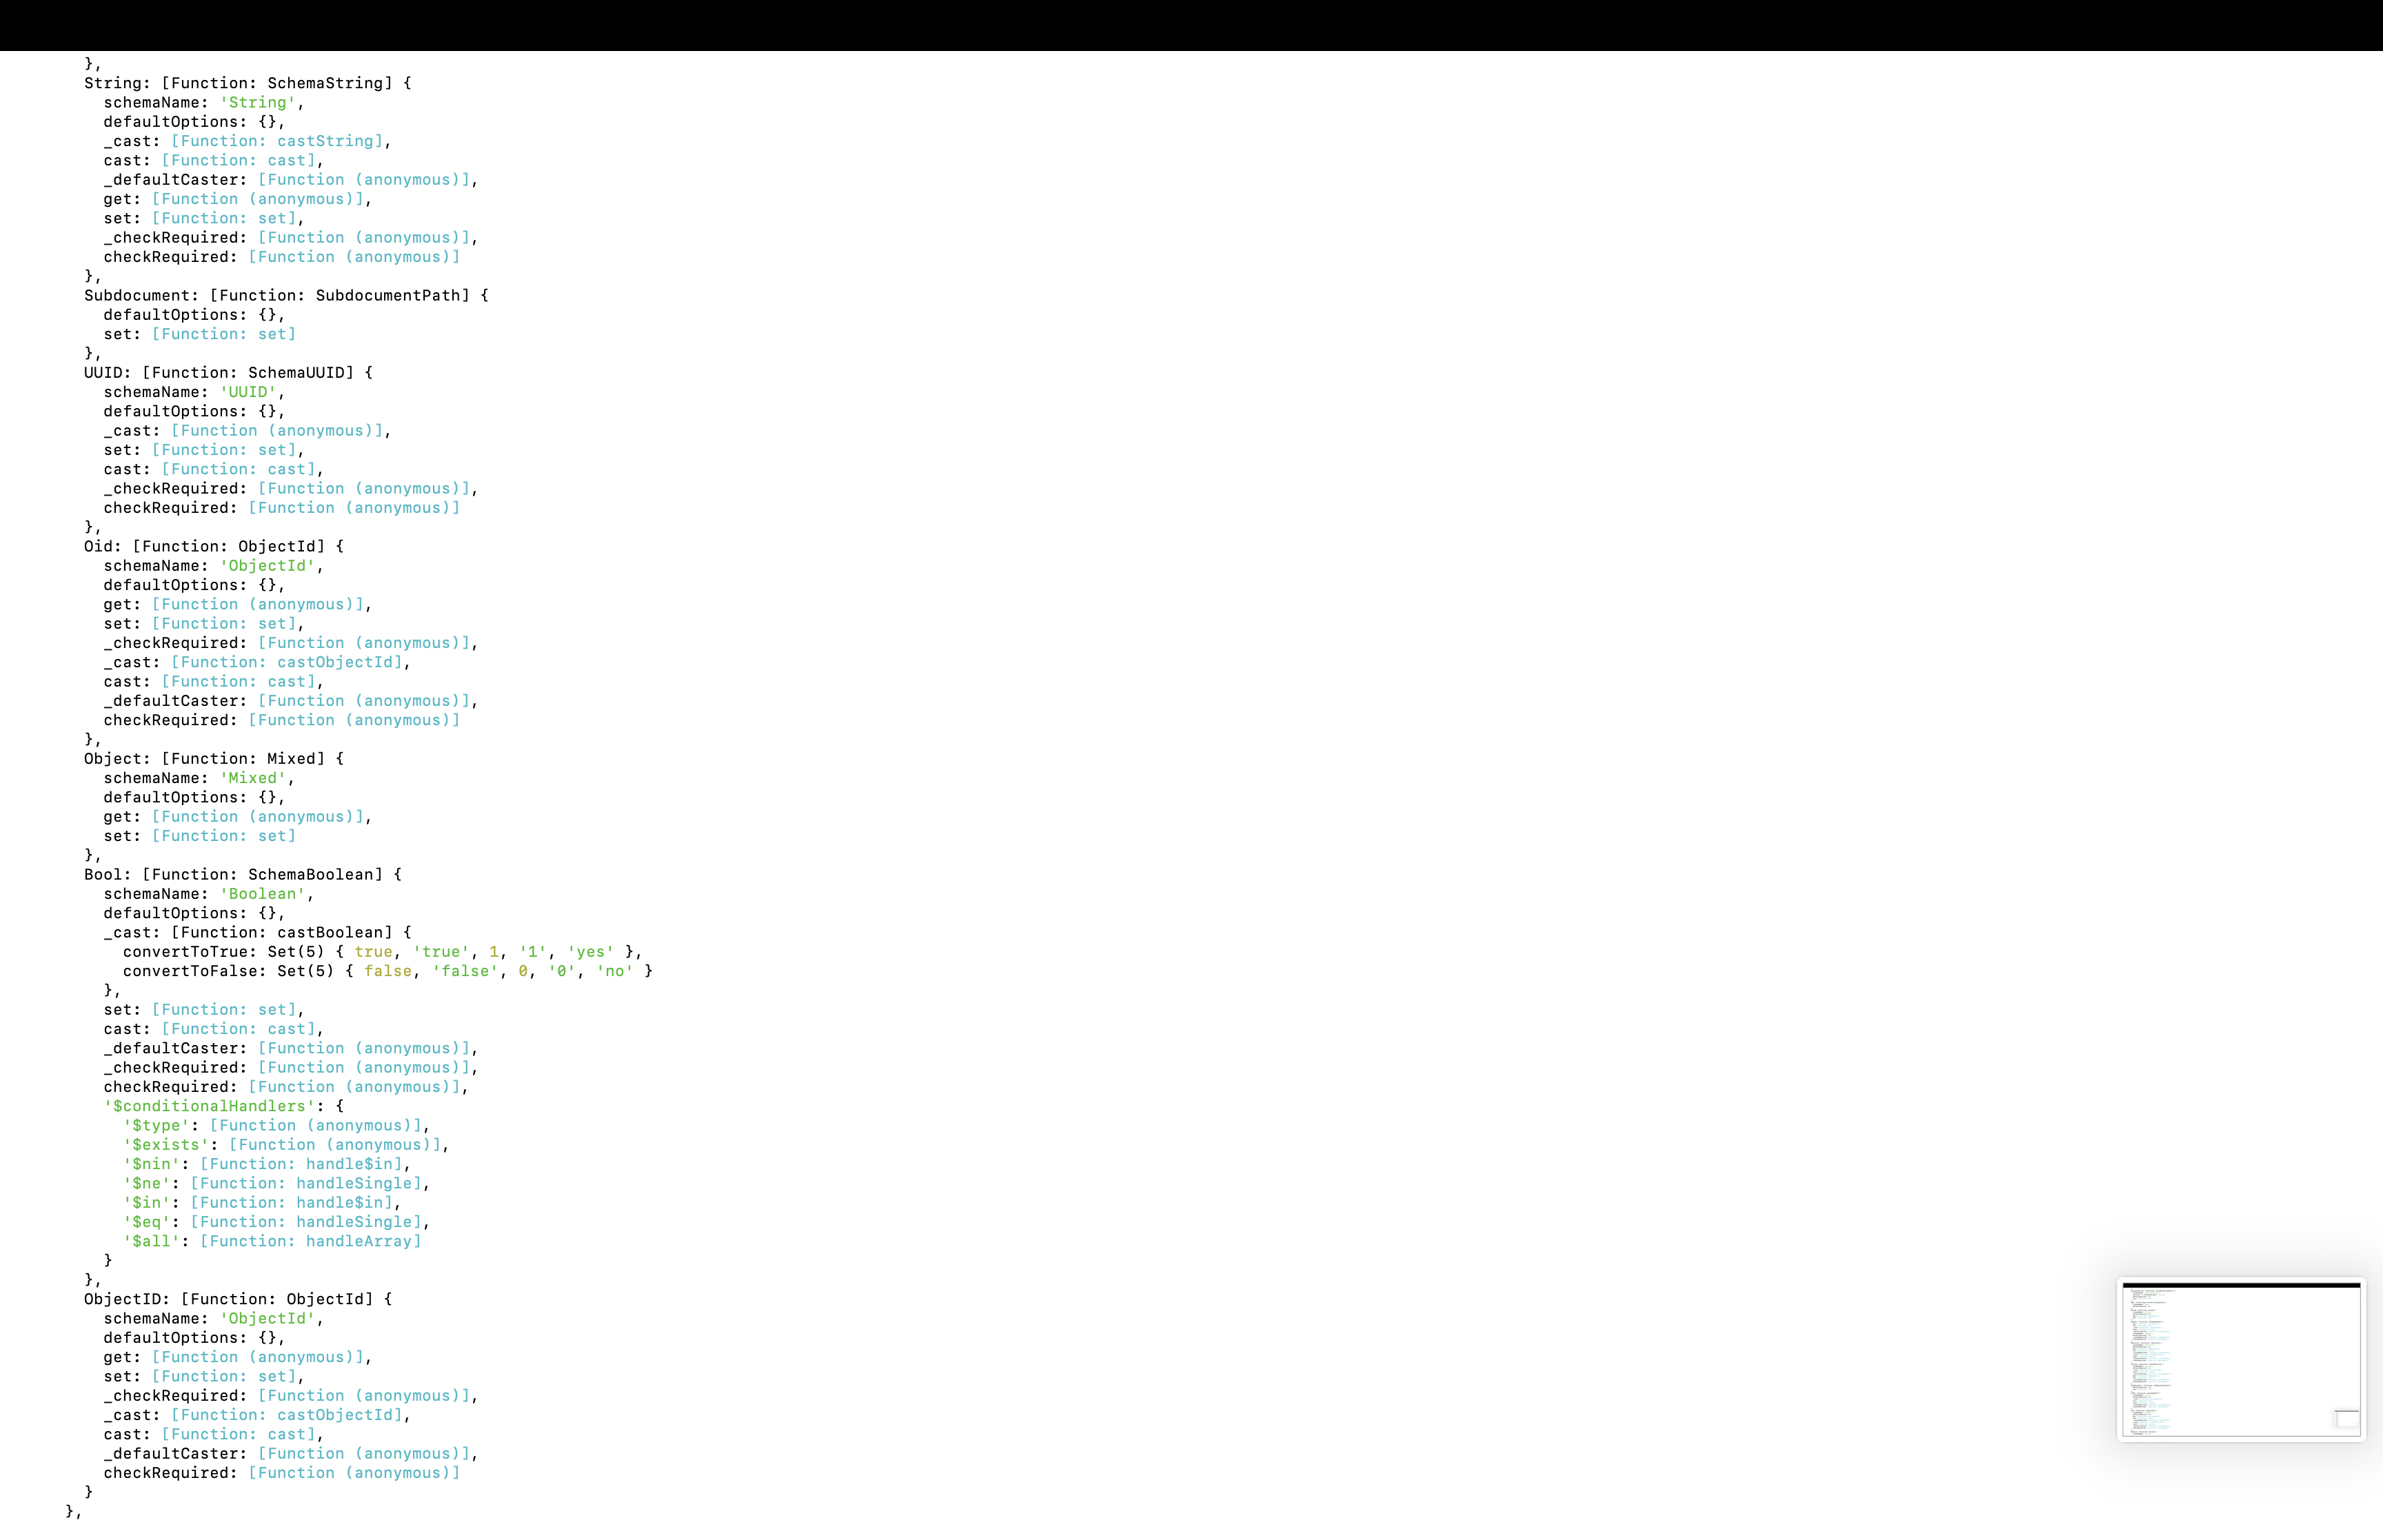 },
String: [Function: SchemaString] {
schemaName: 'String',
defaultOptions: {},
_cast: [Function: castString],
cast: [Function: cast],
_defaultCaster: [Function (anonymous)],
get: [Function (anonymous)],
set: [Function: set],
_checkRequired: [Function (anonymous)],
checkRequired: [Function (anonymous)]
},
Subdocument: [Function: SubdocumentPath] {
defaultOptions: {},
set: [Function: set]
},
UUID: [Function: SchemaUUID] {
schemaName: 'UUID',
defaultOptions: {},
_cast: [Function (anonymous)],
set: [Function: set],
cast: [Function: cast],
_checkRequired: [Function (anonymous)],
checkRequired: [Function (anonymous)]
},
Oid: [Function: ObjectId] {
schemaName: 'ObjectId',
defaultOptions: {},
get: [Function (anonymous)],
set: [Function: set],
_checkRequired: [Function (anonymous)],
_cast: [Function: castObjectId],
cast: [Function: cast],
_defaultCaster: [Function (anonymous)],
checkRequired: [Function (anonymous)]
},
Object: [Function: Mixed] {
schemaName: 'Mixed',
defaultOptions: {},
get: [Function (anonymous)],
set: [Function: set]
},
Bool: [Function: SchemaBoolean] {
schemaName: 'Boolean',
defaultOptions: {},
_cast: [Function: castBoolean] {
convertToTrue: Set(5) { true, 'true', 1, '1', 'yes' },
convertToFalse: Set(5) { false, 'false', 0, '0', 'no' }
},
set: [Function: set],
cast: [Function: cast],
_defaultCaster: [Function (anonymous)],
_checkRequired: [Function (anonymous)],
checkRequired: [Function (anonymous)],
'$conditionalHandlers': {
'$type': [Function (anonymous)],
'$exists': [Function (anonymous)],
'$nin': [Function: handle$in],
'$ne': [Function: handleSingle],
'$in': [Function: handle$in],
'$eq': [Function: handleSingle],
'$all': [Function: handleArray]
}
},
ObjectID: [Function: ObjectId] {
schemaName: 'ObjectId',
defaultOptions: {},
get: [Function (anonymous)],
set: [Function: set],
_checkRequired: [Function (anonymous)],
_cast: [Function: castObjectId],
cast: [Function: cast],
_defaultCaster: [Function (anonymous)],
checkRequired: [Function (anonymous)]
}
},